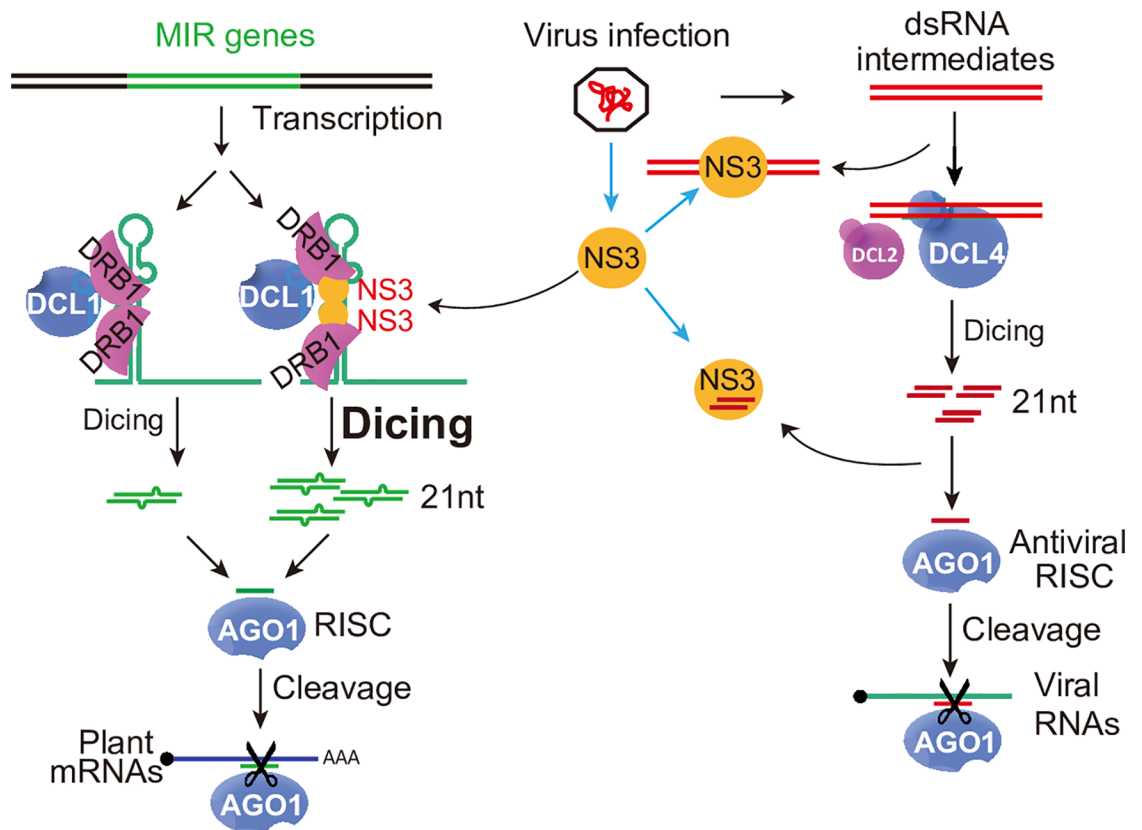 MIR genes
Transcription
DRB1
DCL1
DRB1
DRB1
DCL1
NS3
NS3
DRB1
Dicing
Dicing
21nt
AGO1
RISC
Cleavage
Plant
mRNAs
AAA
AGO1
Virus infection
NS3
NS3
NS3
dsRNA
intermediates
DCL2
DCL4
Dicing
21nt
AGO1
Antiviral
RISC
Cleavage
Viral
RNAs
AGO1